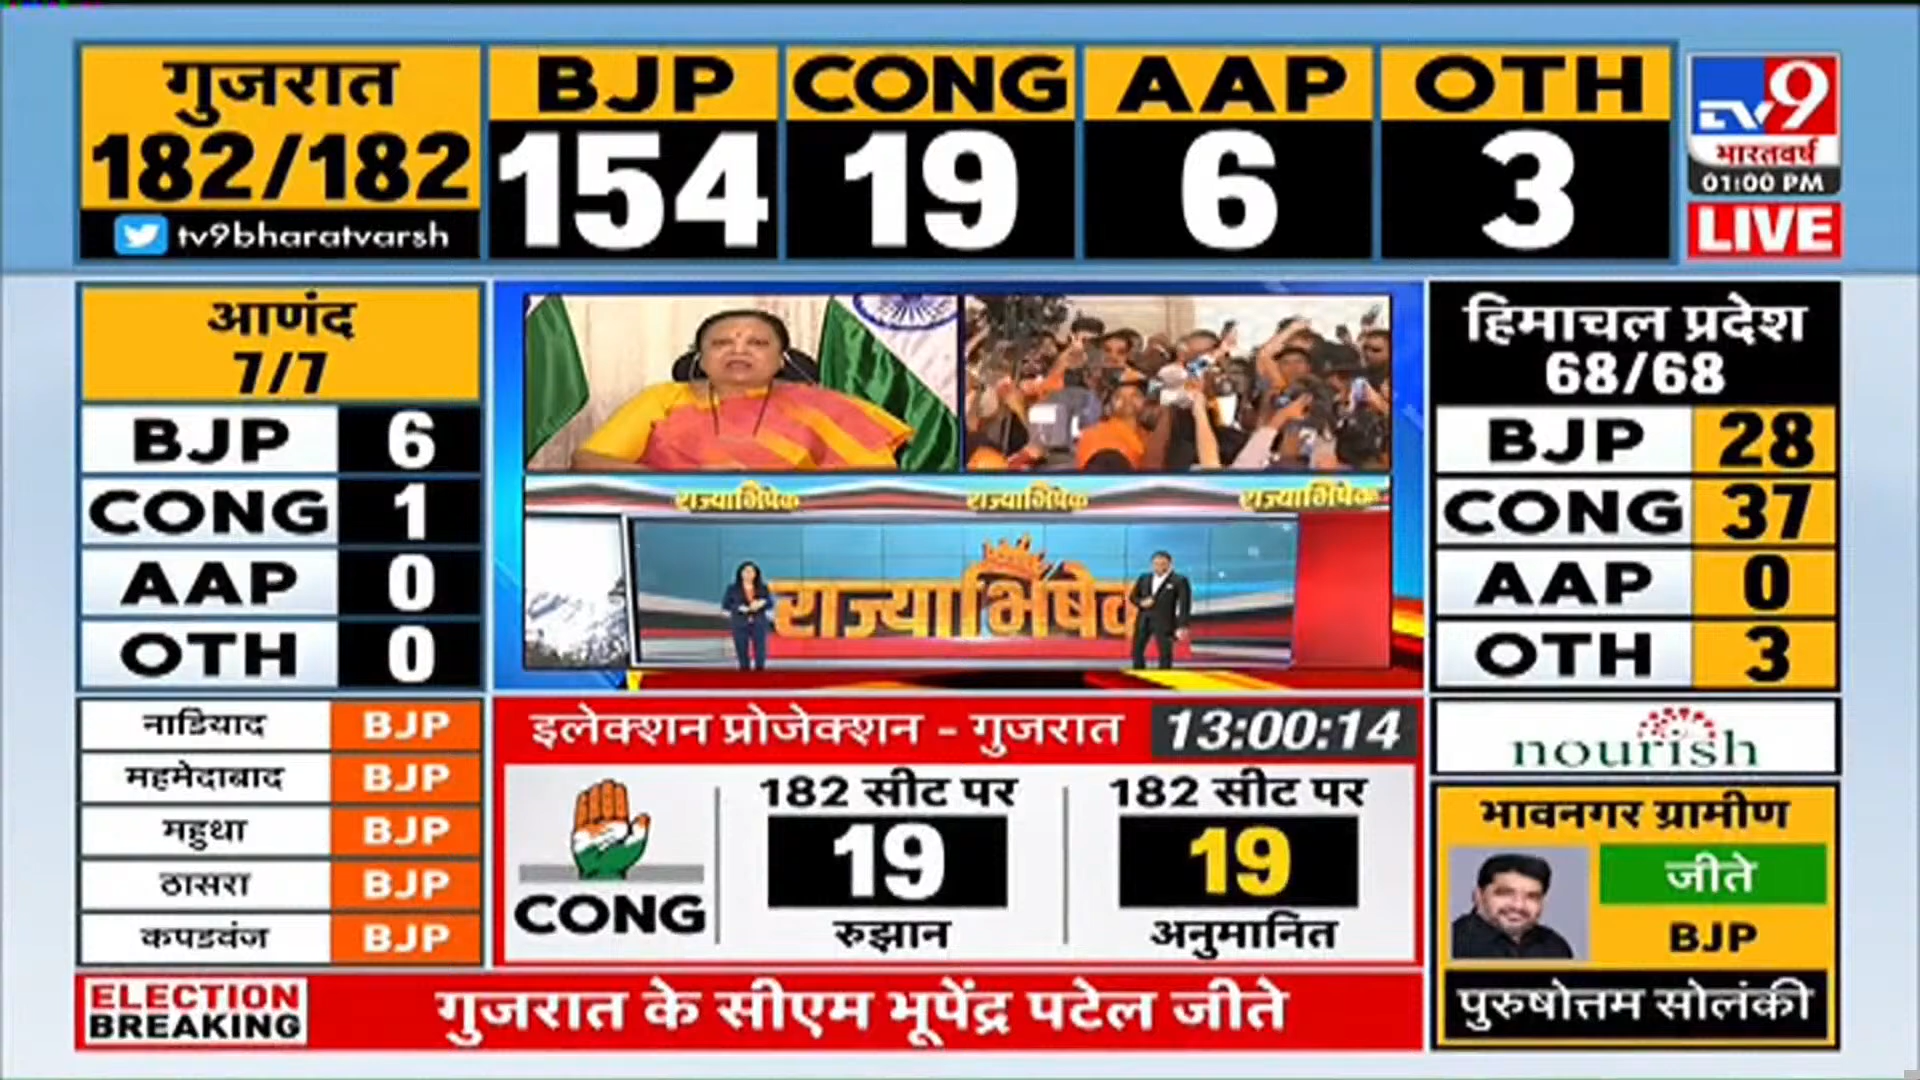 गुजरात
182/182
tv9bharatvarsh
BJP
154
CONG
19
AAP
6
OTH
3
TV9
भारतवर्ष
01:00 PM
LIVE
आणंद
7/7
BJP 6
CONG 1
AAP 0
OTH 0
नाडियाद BJP
महमेदाबाद BJP
महुधा BJP
ठासरा BJP
कपडवंज BJP
राज्याभिषेक राज्याभिषेक राज्याभिषेक
राज्याभिषेक
इलेक्शन प्रोजेक्शन - गुजरात 13:00:14
CONG
182 सीट पर
19
रुझान
182 सीट पर
19
अनुमानित
हिमाचल प्रदेश
68/68
BJP 28
CONG 37
AAP 0
OTH 3
nourish
भावनगर ग्रामीण
जीते
BJP
पुरुषोत्तम सोलंकी
ELECTION
BREAKING
गुजरात के सीएम भूपेंद्र पटेल जीते